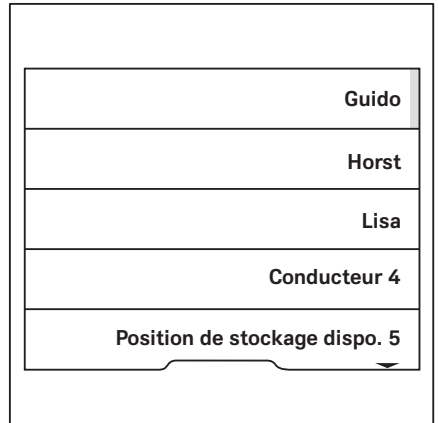 Guido
Horst
Lisa
Conducteur 4
Position de stockage dispo. 5